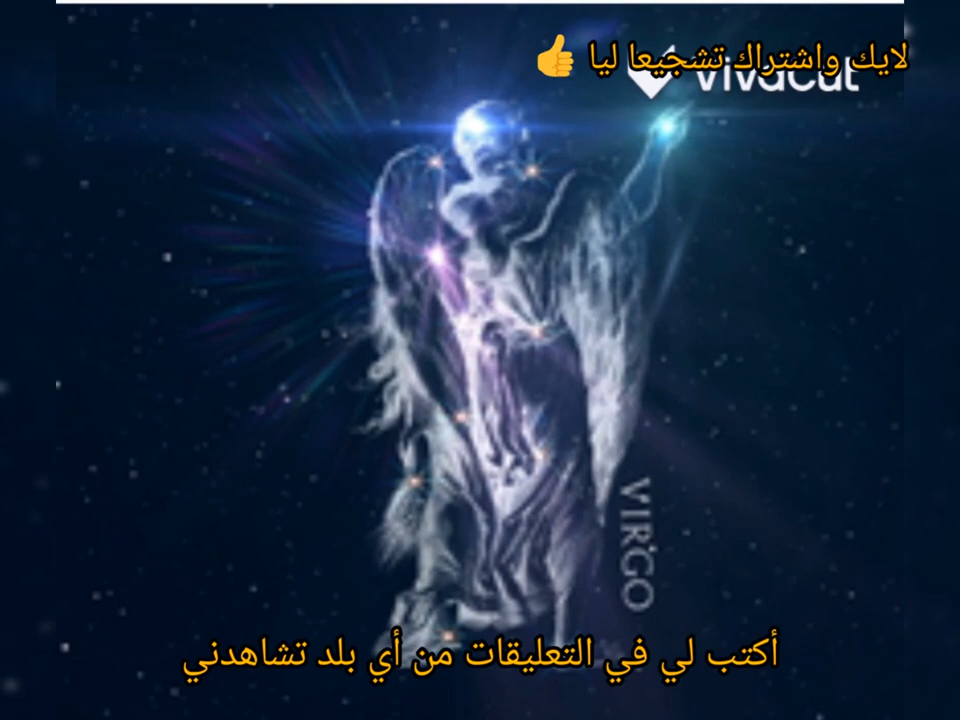 لايك واشتراك تشجيعا ليا 👍
vivacut
VIRGO
أكتب لي في التعليقات من أي بلد تشاهدني